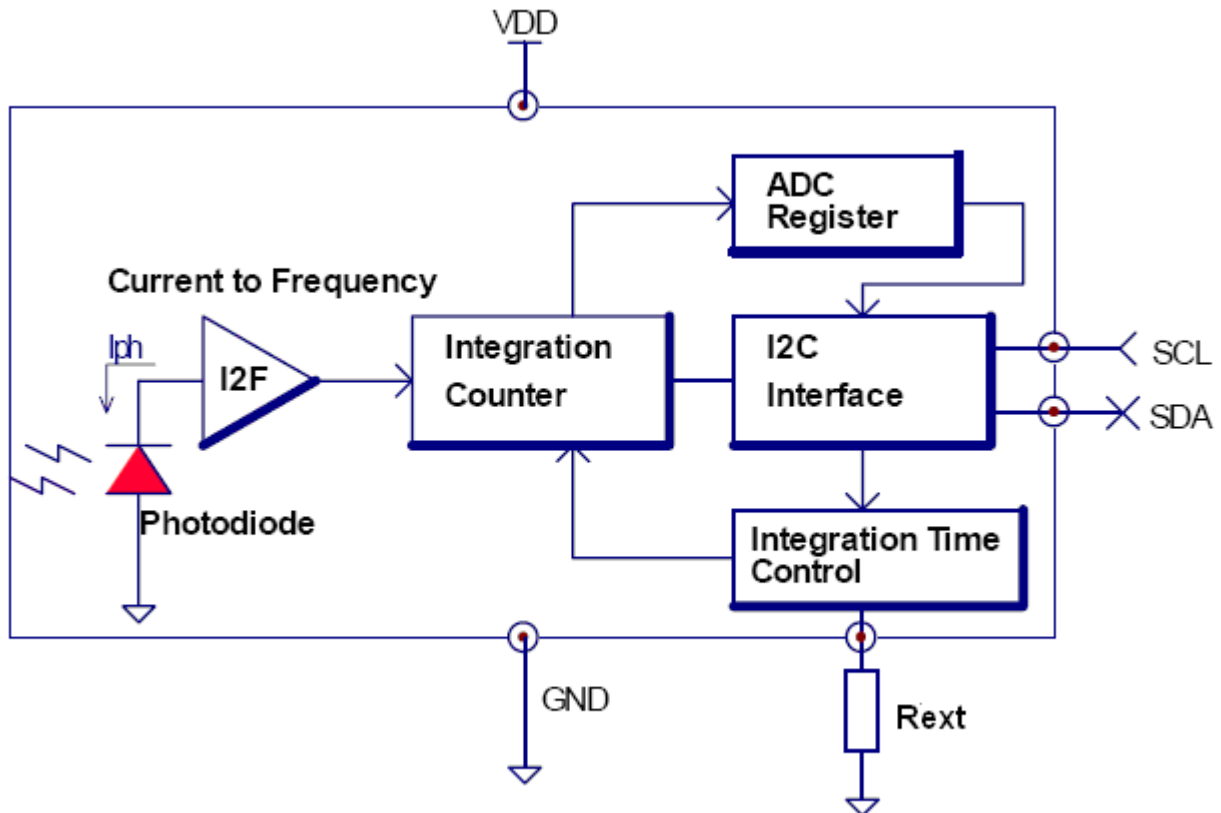 VDD
ADC
Register
Current to Frequency
Iph
I2F
Integration
Counter
I2C
Interface
SCL
SDA
Photodiode
Integration Time
Control
GND
Rext